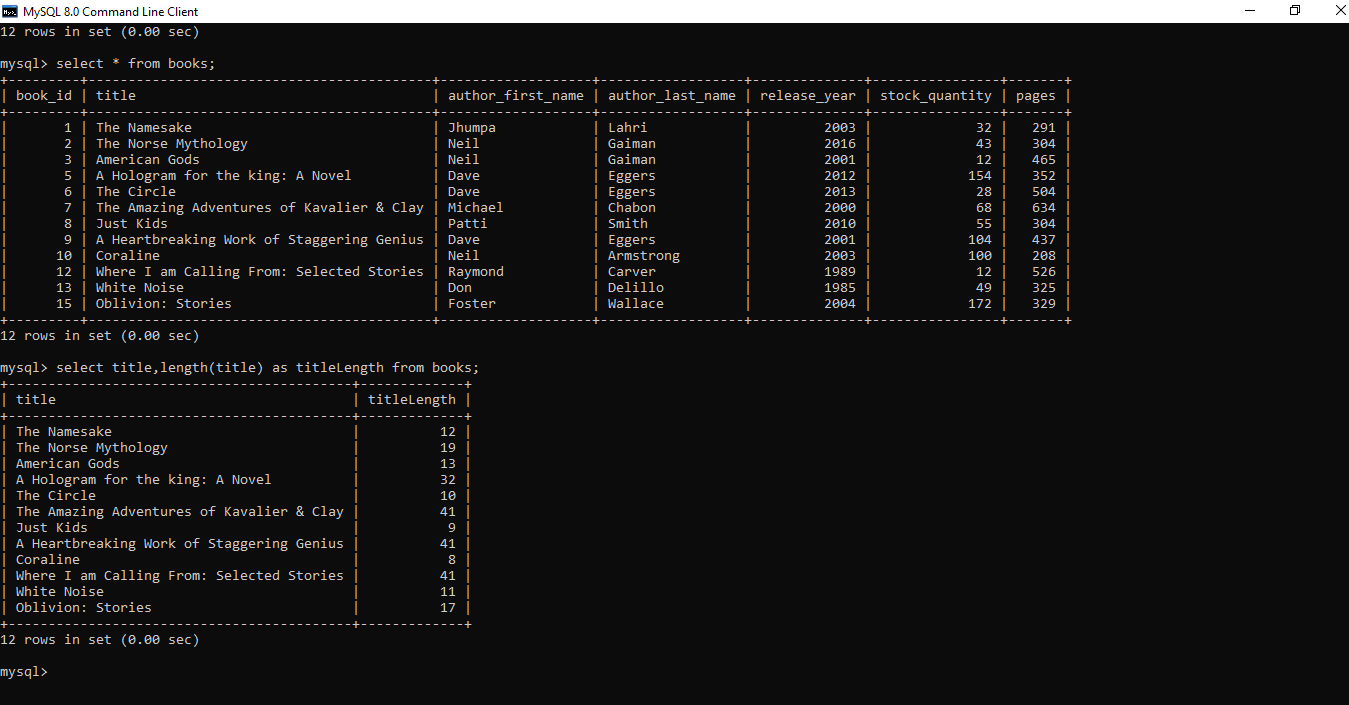 MySQL 8.0 Command Line Client
12 rows in set (0.00 sec)
mysql> select * from books;
+---------+------------------------------------------+-------------------+------------------+--------------+----------------+-------+
| book_id | title | author_first_name | author_last_name | release_year | stock_quantity | pages |
+---------+------------------------------------------+-------------------+------------------+--------------+----------------+-------+
| 1 | The Namesake | Jhumpa | Lahri | 2003 | 32 | 291 |
| 2 | The Norse Mythology | Neil | Gaiman | 2016 | 43 | 304 |
| 3 | American Gods | Neil | Gaiman | 2001 | 12 | 465 |
| 5 | A Hologram for the king: A Novel | Dave | Eggers | 2012 | 154 | 352 |
| 6 | The Circle | Dave | Eggers | 2013 | 28 | 504 |
| 7 | The Amazing Adventures of Kavalier & Clay | Michael | Chabon | 2000 | 68 | 634 |
| 8 | Just Kids | Patti | Smith | 2010 | 55 | 304 |
| 9 | A Heartbreaking Work of Staggering Genius | Dave | Eggers | 2001 | 104 | 437 |
| 10 | Coraline | Neil | Armstrong | 2003 | 100 | 208 |
| 12 | Where I am Calling From: Selected Stories | Raymond | Carver | 1989 | 12 | 526 |
| 13 | White Noise | Don | Delillo | 1985 | 49 | 325 |
| 15 | Oblivion: Stories | Foster | Wallace | 2004 | 172 | 329 |
+---------+------------------------------------------+-------------------+------------------+--------------+----------------+-------+
12 rows in set (0.00 sec)
mysql> select title,length(title) as titleLength from books;
+-------------------------------------------+-------------+
| title | titleLength |
+-------------------------------------------+-------------+
| The Namesake | 12 |
| The Norse Mythology | 19 |
| American Gods | 13 |
| A Hologram for the king: A Novel | 32 |
| The Circle | 10 |
| The Amazing Adventures of Kavalier & Clay | 41 |
| Just Kids | 9 |
| A Heartbreaking Work of Staggering Genius | 41 |
| Coraline | 8 |
| Where I am Calling From: Selected Stories | 41 |
| White Noise | 11 |
| Oblivion: Stories | 17 |
+-------------------------------------------+-------------+
12 rows in set (0.00 sec)
mysql>